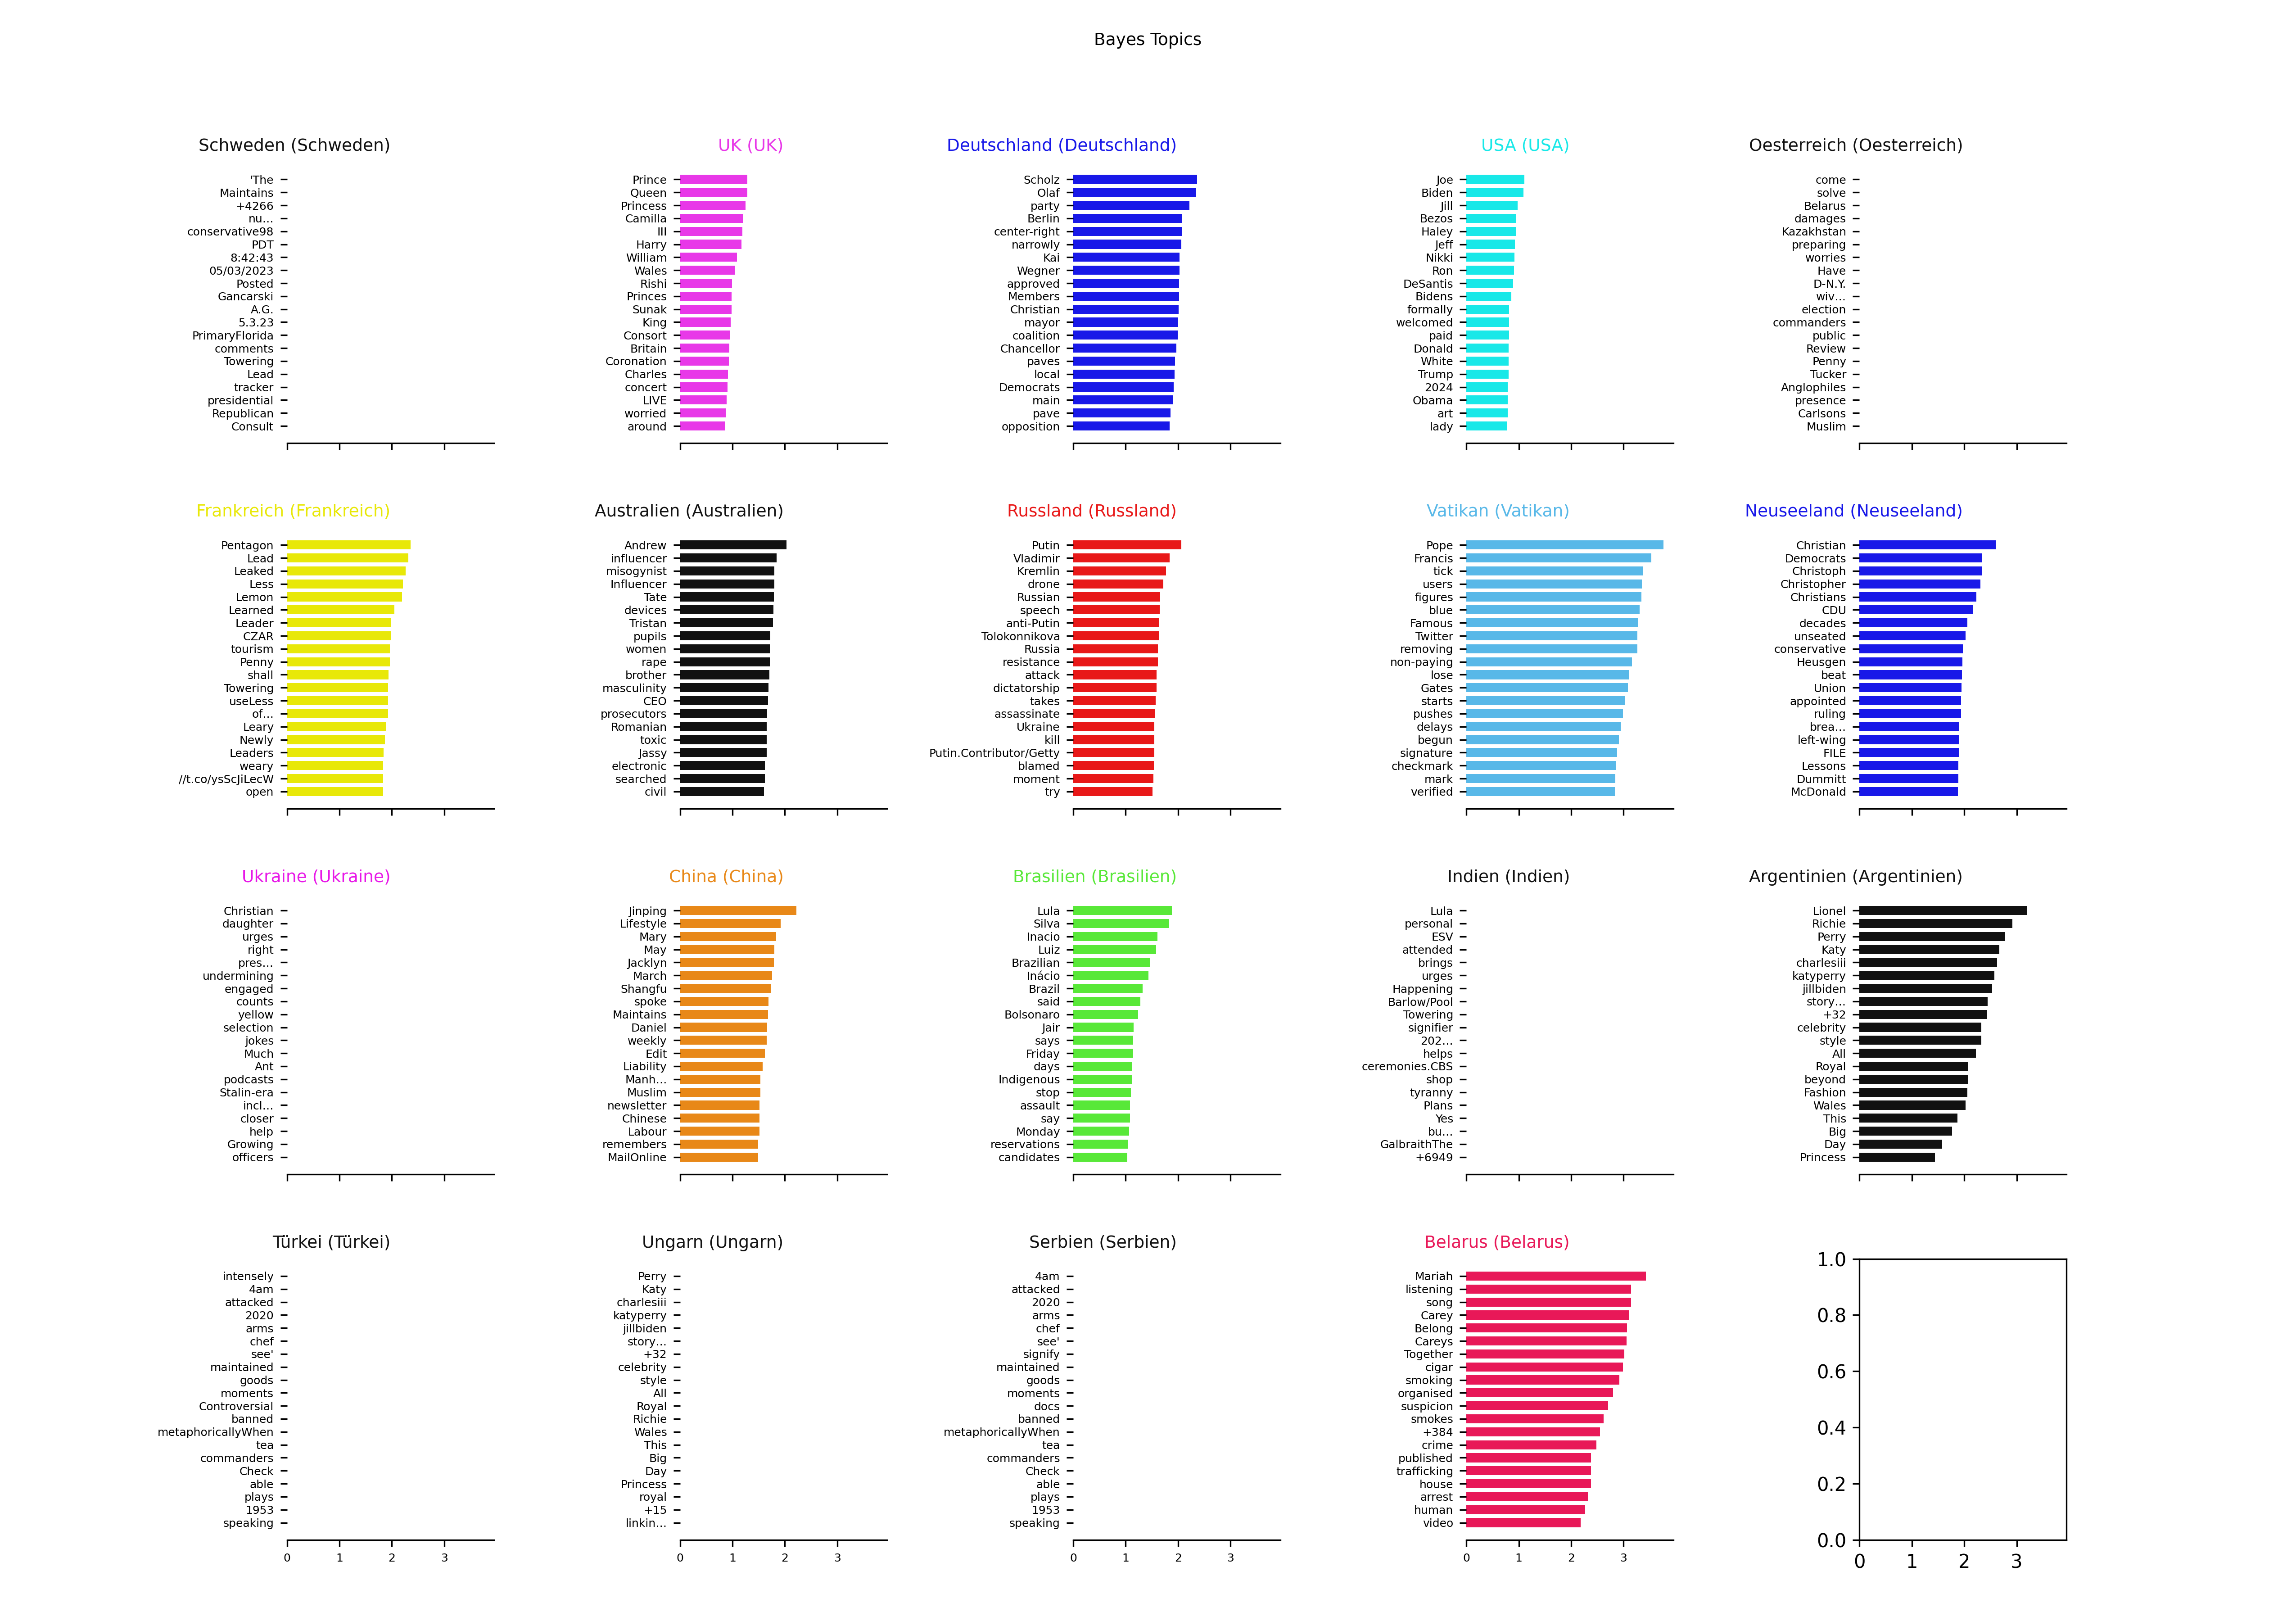 Bayes Topics
Schweden (Schweden)
'The
Maintains
+4266
nu...
conservative98
PDT
8:42:43
05/03/2023
Posted
Gancarski
A.G.
5.3.23
PrimaryFlorida
comments
Towering
Lead
tracker
presidential
Republican
Consult
UK (UK)
Prince
Queen
Princess
Camilla
III
Harry
William
Wales
Rishi
Princes
Sunak
King
Consort
Britain
Coronation
Charles
concert
LIVE
worried
around
Deutschland (Deutschland)
Scholz
Olaf
party
Berlin
center-right
narrowly
Kai
Wegner
approved
Members
Christian
mayor
coalition
Chancellor
paves
local
Democrats
main
pave
opposition
USA (USA)
Joe
Biden
Jill
Bezos
Haley
Jeff
Nikki
Ron
DeSantis
Bidens
formally
welcomed
paid
Donald
White
Trump
2024
Obama
art
lady
Oesterreich (Oesterreich)
come
solve
Belarus
damages
Kazakhstan
preparing
worries
Have
D-N.Y.
wiv...
election
commanders
public
Review
Penny
Tucker
Anglophiles
presence
Carlsons
Muslim
Frankreich (Frankreich)
Pentagon
Lead
Leaked
Less
Lemon
Learned
Leader
CZAR
tourism
Penny
shall
Towering
useLess
of...
Leary
Newly
Leaders
weary
//t.co/ysScJiLecW
open
Australien (Australien)
Andrew
influencer
misogynist
Influencer
Tate
devices
Tristan
pupils
women
rape
brother
masculinity
CEO
prosecutors
Romanian
toxic
Jassy
electronic
searched
civil
Russland (Russland)
Putin
Vladimir
Kremlin
drone
Russian
speech
anti-Putin
Tolokonnikova
Russia
resistance
attack
dictatorship
takes
assassinate
Ukraine
kill
Putin.Contributor/Getty
blamed
moment
try
Vatikan (Vatikan)
Pope
Francis
tick
users
figures
blue
Famous
Twitter
removing
non-paying
lose
Gates
starts
pushes
delays
begun
signature
checkmark
mark
verified
Neuseeland (Neuseeland)
Christian
Democrats
Christoph
Christopher
Christians
CDU
decades
unseated
conservative
Heusgen
beat
Union
appointed
ruling
brea...
left-wing
FILE
Lessons
Dummitt
McDonald
Ukraine (Ukraine)
Christian
daughter
urges
right
pres...
undermining
engaged
counts
yellow
selection
jokes
Much
Ant
podcasts
Stalin-era
incl...
closer
help
Growing
officers
China (China)
Jinping
Lifestyle
Mary
May
Jacklyn
March
Shangfu
spoke
Maintains
Daniel
weekly
Edit
Liability
Manh...
Muslim
newsletter
Chinese
Labour
remembers
MailOnline
Brasilien (Brasilien)
Lula
Silva
Inacio
Luiz
Brazilian
Inácio
Brazil
said
Bolsonaro
Jair
says
Friday
days
Indigenous
stop
assault
say
Monday
reservations
candidates
Indien (Indien)
Lula
personal
ESV
attended
brings
urges
Happening
Barlow/Pool
Towering
signifier
202...
helps
ceremonies.CBS
shop
tyranny
Plans
Yes
bu...
GalbraithThe
+6949
Argentinien (Argentinien)
Lionel
Richie
Perry
Katy
charlesiii
katyperry
jillbiden
story...
+32
celebrity
style
All
Royal
beyond
Fashion
Wales
This
Big
Day
Princess
Türkei (Türkei)
intensely
4am
attacked
2020
arms
chef
see'
maintained
goods
moments
Controversial
banned
metaphoricallyWhen
tea
commanders
Check
able
plays
1953
speaking
0 1 2 3
Ungarn (Ungarn)
Perry
Katy
charlesiii
katyperry
jillbiden
story...
+32
celebrity
style
All
Royal
Richie
Wales
This
Big
Day
Princess
royal
+15
linkin...
0 1 2 3
Serbien (Serbien)
4am
attacked
2020
arms
chef
see'
signify
maintained
goods
moments
docs
banned
metaphoricallyWhen
tea
commanders
Check
able
plays
1953
speaking
0 1 2 3
Belarus (Belarus)
Mariah
listening
song
Carey
Belong
Careys
Together
cigar
smoking
organised
suspicion
smokes
+384
crime
published
trafficking
house
arrest
human
video
0 1 2 3
1.0
0.8
0.6
0.4
0.2
0.0
0 1 2 3